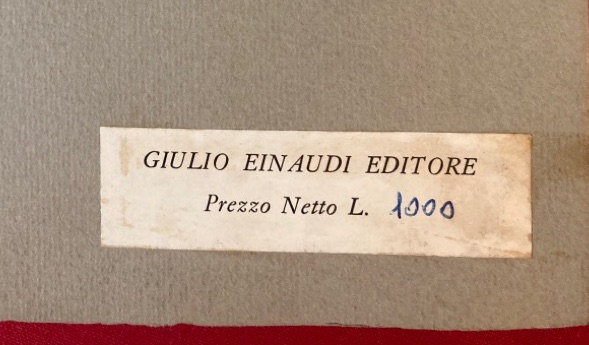 GIULIO EINAUDI EDITORE
Prezzo Netto L. 1000